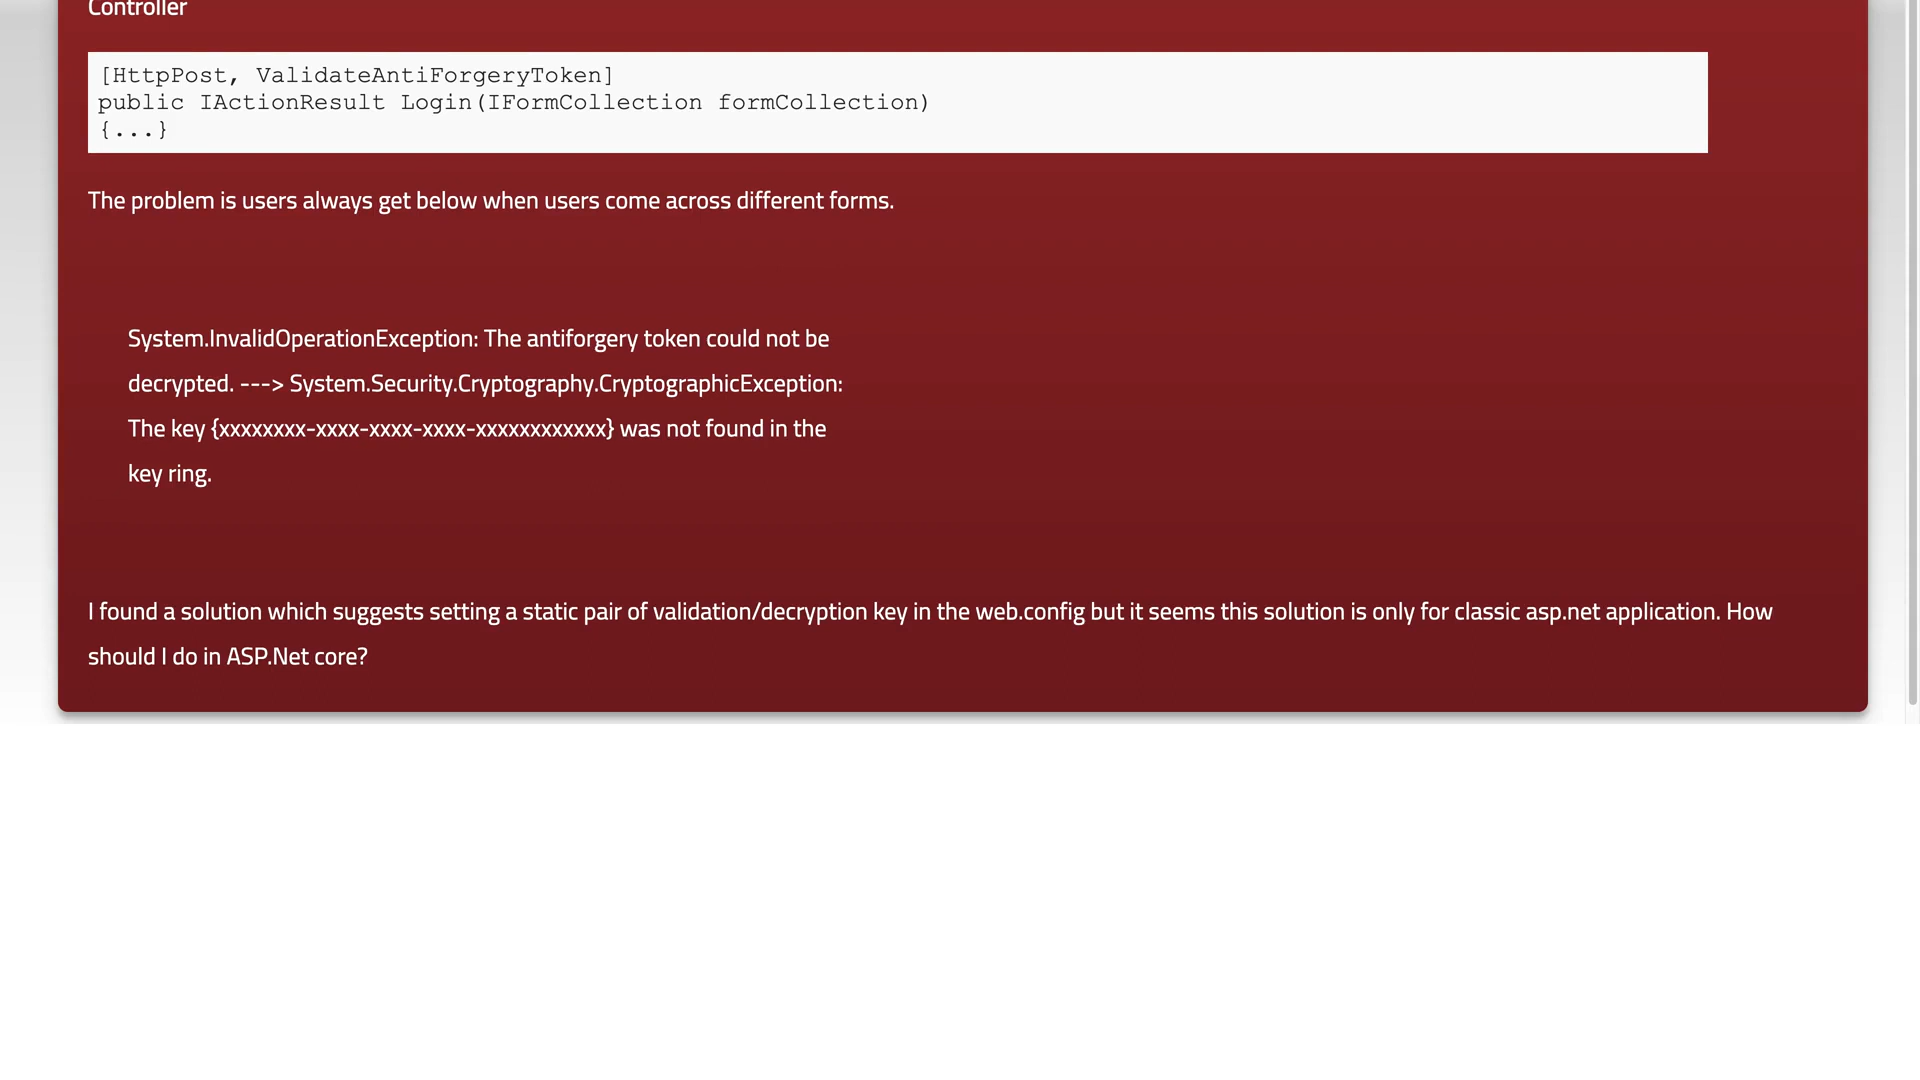 Controller
[HttpPost, ValidateAntiForgeryToken]
public IActionResult Login(IFormCollection formCollection)
{...}
The problem is users always get below when users come across different forms.
System.InvalidOperationException: The antiforgery token could not be
decrypted. ---> System.Security.Cryptography.CryptographicException:
The key {xxxxxxxx-xxxx-xxxx-xxxx-xxxxxxxxxxxx} was not found in the
key ring.
I found a solution which suggests setting a static pair of validation/decryption key in the web.config but it seems this solution is only for classic asp.net application. How
should I do in ASP.Net core?